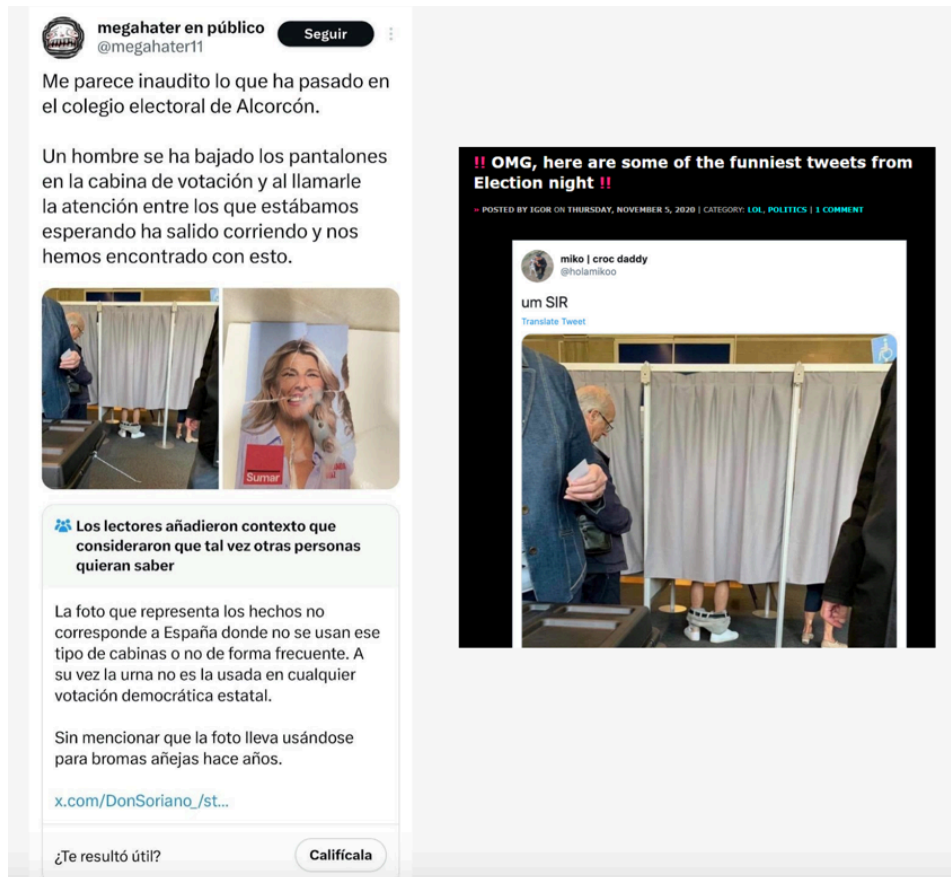 megahater en público
@megahater11
Seguir
Me parece inaudito lo que ha pasado en
el colegio electoral de Alcorcón.
Un hombre se ha bajado los pantalones
en la cabina de votación y al llamarle
la atención entre los que estábamos
esperando ha salido corriendo y nos
hemos encontrado con esto.
Sumar
Los lectores añadieron contexto que
consideraron que tal vez otras personas
quieran saber
La foto que representa los hechos no
corresponde a España donde no se usan ese
tipo de cabinas o no de forma frecuente. A
su vez la urna no es la usada en cualquier
votación democrática estatal.
Sin mencionar que la foto lleva usándose
para bromas añejas hace años.
x.com/DonSoriano_/st...
¿Te resultó útil?
Califícala
!! OMG, here are some of the funniest tweets from
Election night !!
» POSTED BY IGOR ON THURSDAY, NOVEMBER 5, 2020 | CATEGORY: LOL, POLITICS | 1 COMMENT
miko | croc daddy
@holamikoo
um SIR
Translate Tweet